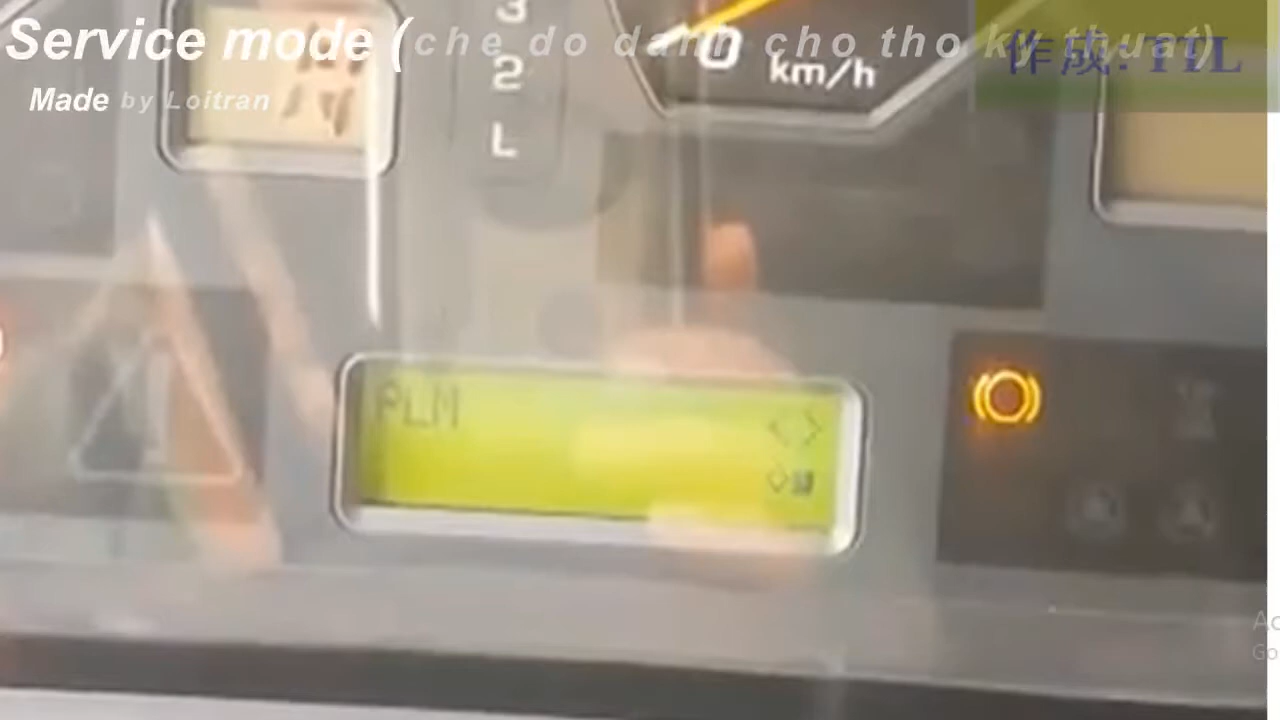 Service mode (che do danh cho tho ky thuat)
作成: TTL
Made by Loitran
3
2
L
0
km/h
PLM
< >